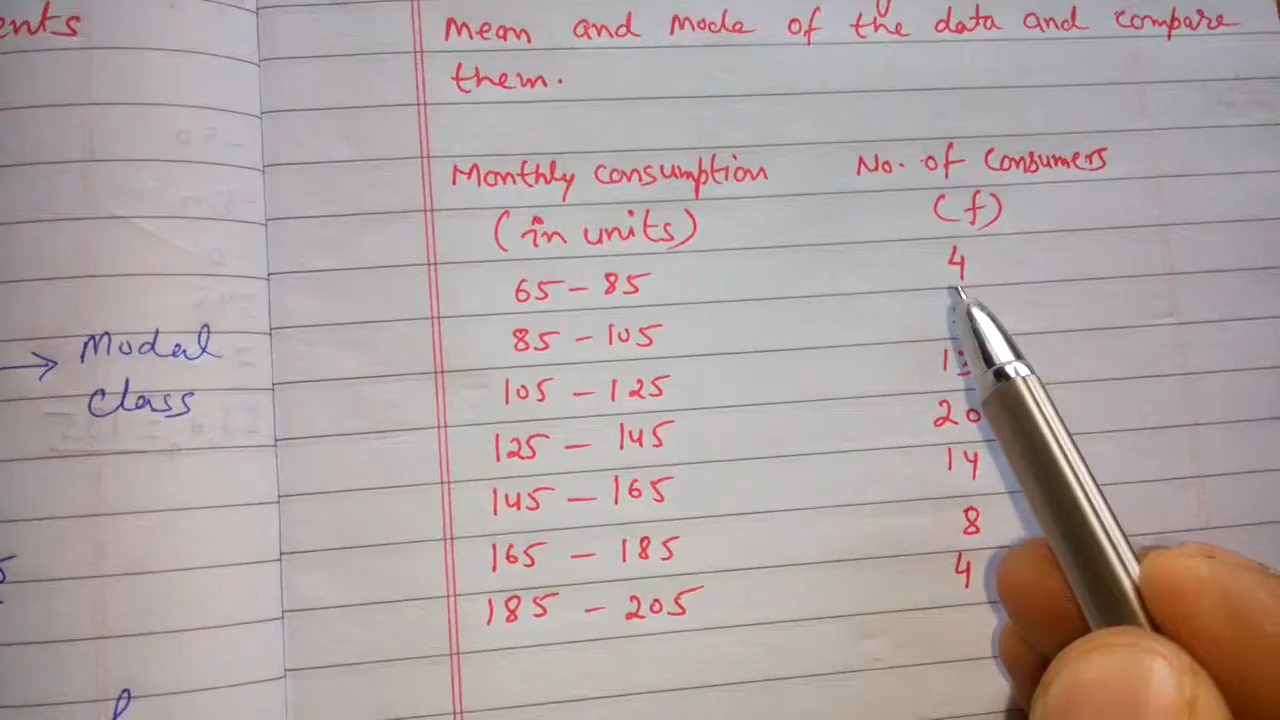 ents
mean and mode of the data and compare
them.
Monthly consumption No. of Consumers
(in units) (f)
65 - 85 4
85 - 105
105 - 125
125 - 145 20
145 - 165 14
165 - 185 8
185 - 205 4
→ Modal
class